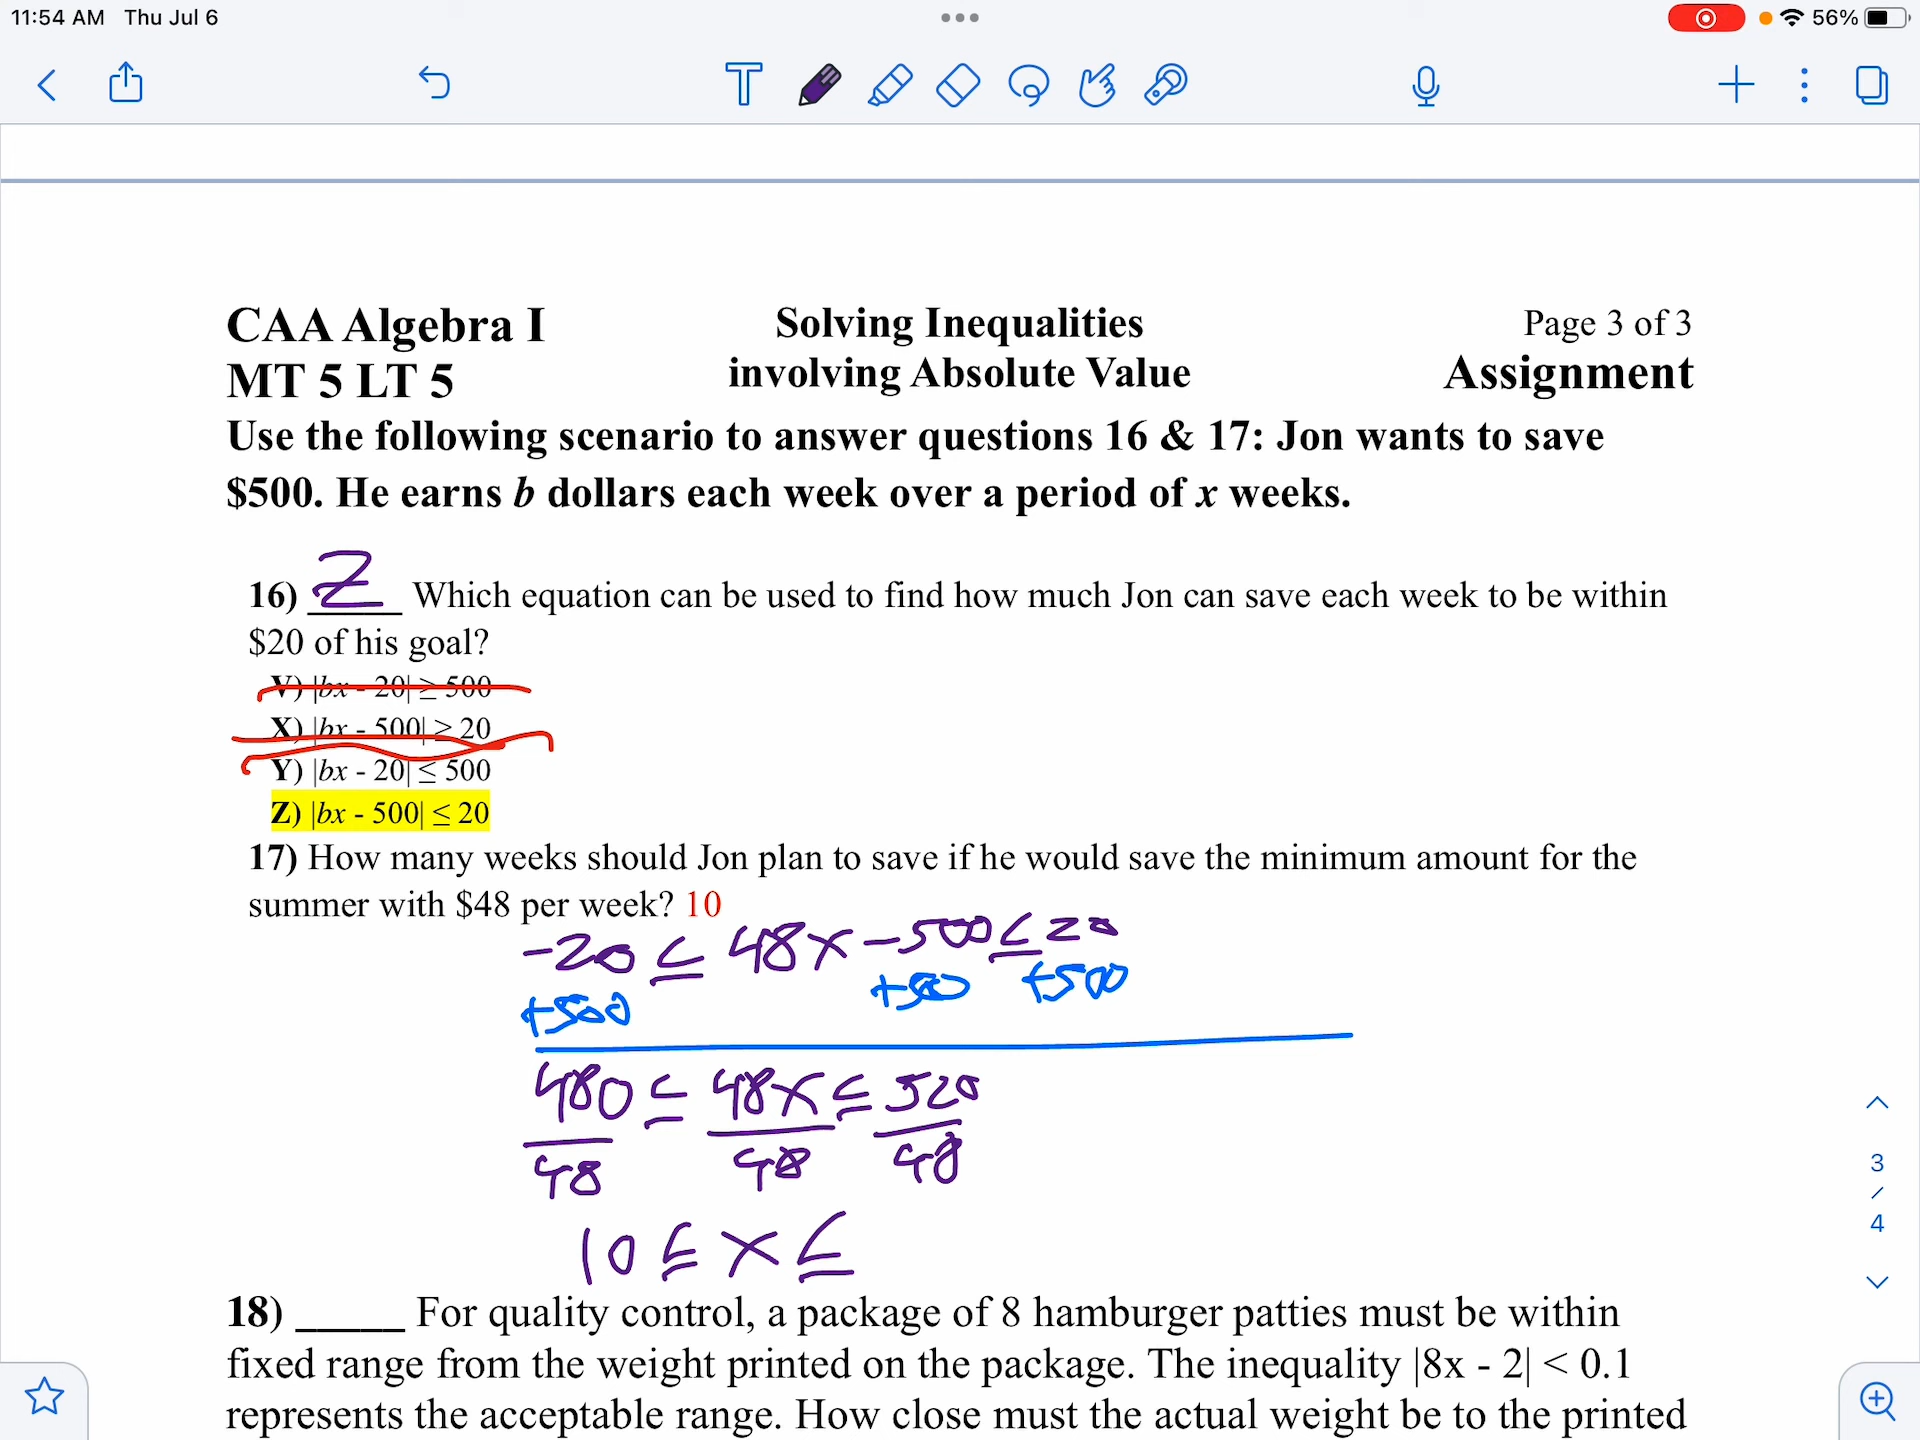 11:54 AM Thu Jul 6
56%
T
CAA Algebra I
Solving Inequalities
Page 3 of 3
MT 5 LT 5
involving Absolute Value
Assignment
Use the following scenario to answer questions 16 & 17: Jon wants to save
$500. He earns b dollars each week over a period of x weeks.
16) Z Which equation can be used to find how much Jon can save each week to be within
$20 of his goal?
V) |bx - 20| ≥ 500
X) |bx - 500| ≥ 20
Y) |bx - 20| ≤ 500
Z) |bx - 500| ≤ 20
17) How many weeks should Jon plan to save if he would save the minimum amount for the
summer with $48 per week? 10
-20 ≤ 48x - 500 ≤ 20
+500 +500 +500
480 ≤ 48x ≤ 520
48 48 48
10 ≤ x ≤
3
/
4
18) _____ For quality control, a package of 8 hamburger patties must be within
fixed range from the weight printed on the package. The inequality |8x - 2| < 0.1
represents the acceptable range. How close must the actual weight be to the printed